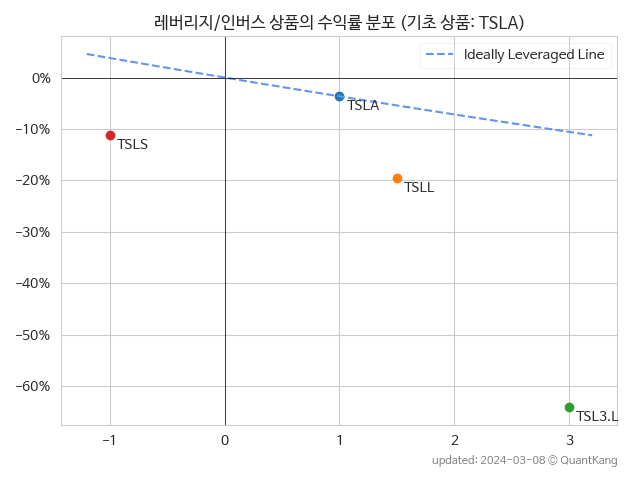 레버리지/인버스 상품의 수익률 분포 (기초 상품: TSLA)
Ideally Leveraged Line
0%
−10%
−20%
−30%
−40%
−50%
−60%
TSLA
TSLS
TSLL
TSL3.L
−1
0
1
2
3
updated: 2024-03-08 © QuantKang